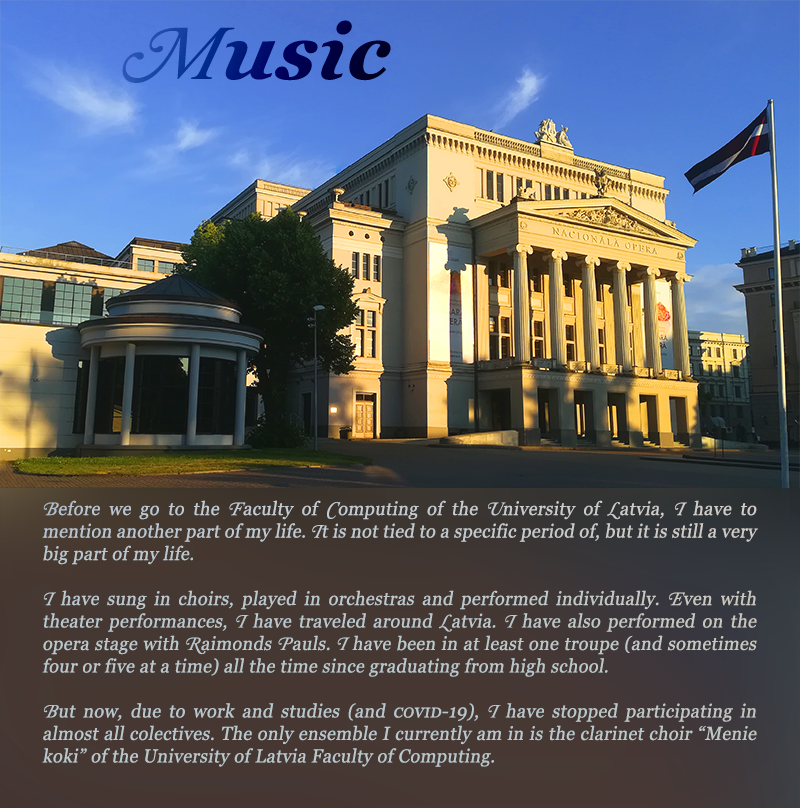 Music
NACIONĀLĀ OPERA
Before we go to the Faculty of Computing of the University of Latvia, I have to
mention another part of my life. It is not tied to a specific period of, but it is still a very
big part of my life.
I have sung in choirs, played in orchestras and performed individually. Even with
theater performances, I have traveled around Latvia. I have also performed on the
opera stage with Raimonds Pauls. I have been in at least one troupe (and sometimes
four or five at a time) all the time since graduating from high school.
But now, due to work and studies (and COVID-19), I have stopped participating in
almost all colectives. The only ensemble I currently am in is the clarinet choir “Menie
koki” of the University of Latvia Faculty of Computing.